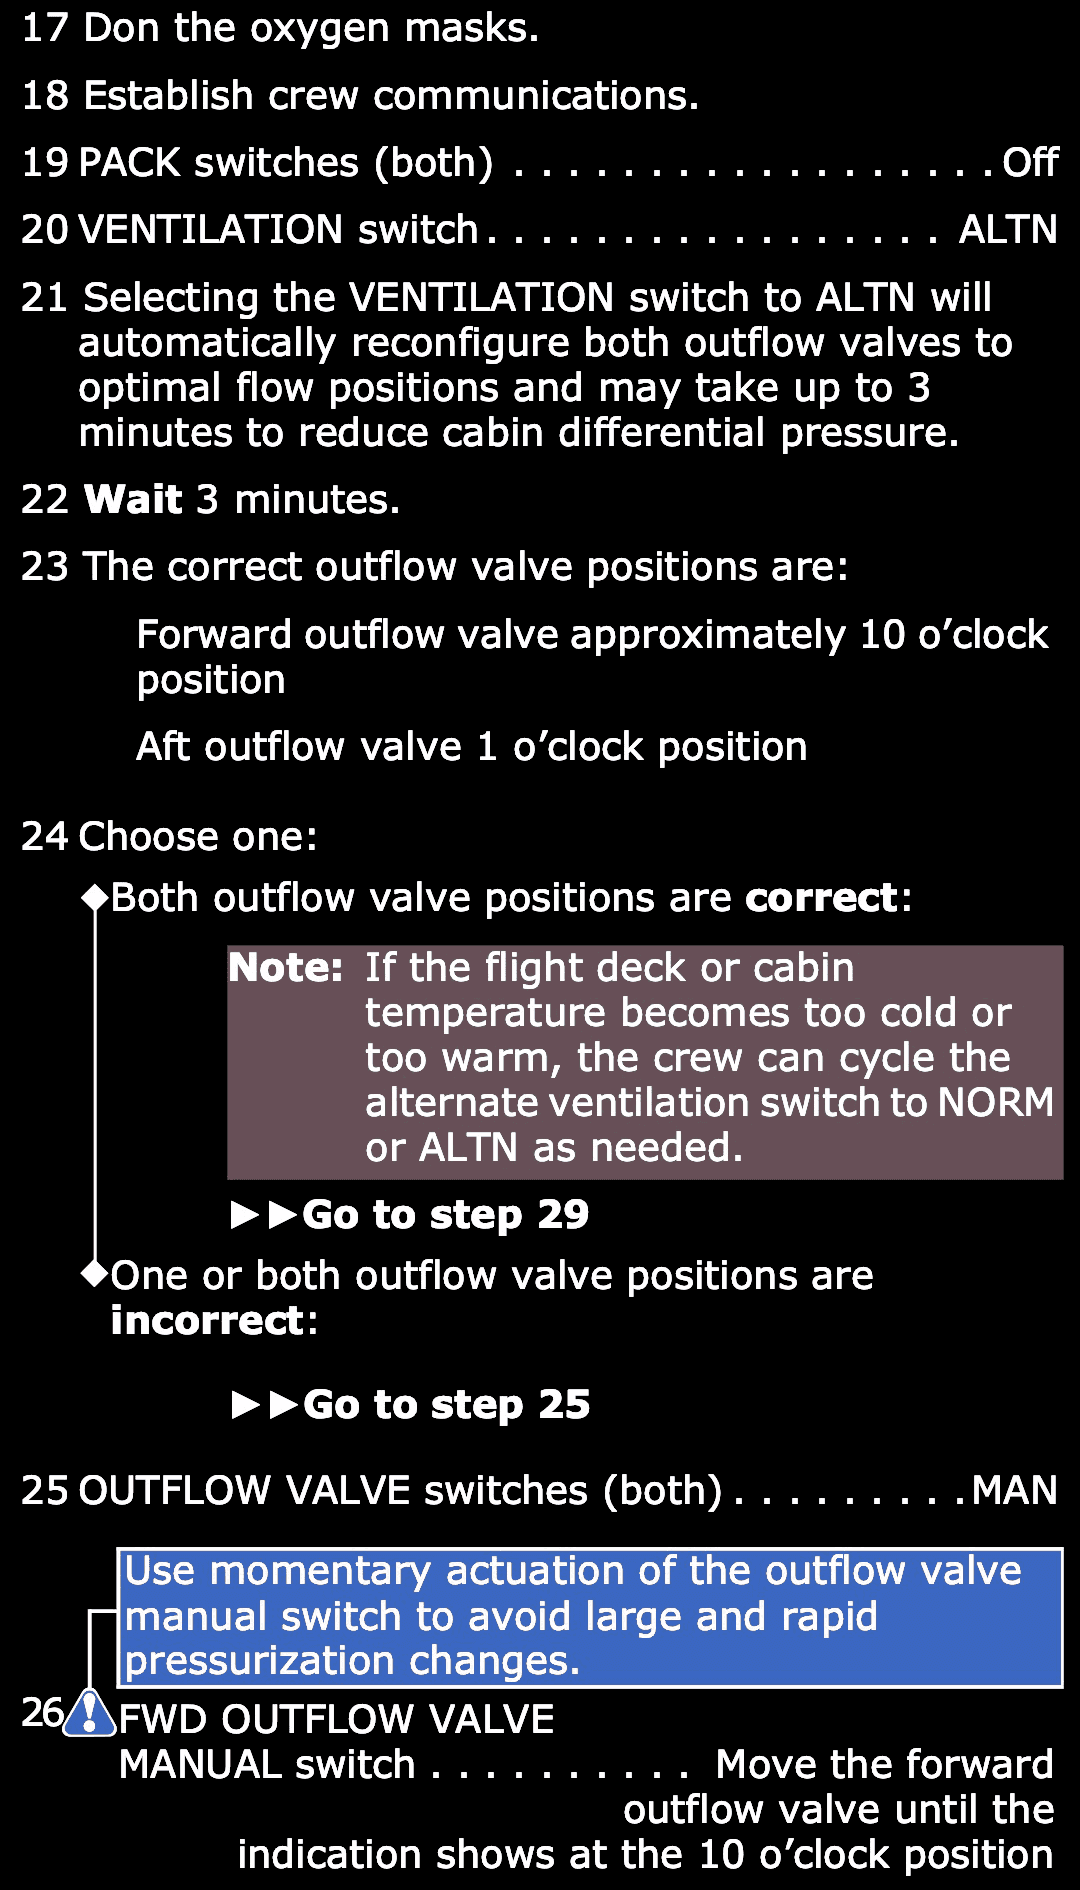 17 Don the oxygen masks.
18 Establish crew communications.
19 PACK switches (both) . . . . . . . . . . . . . . . . . . Off
20 VENTILATION switch. . . . . . . . . . . . . . . . . ALTN
21 Selecting the VENTILATION switch to ALTN will
automatically reconfigure both outflow valves to
optimal flow positions and may take up to 3
minutes to reduce cabin differential pressure.
22 Wait 3 minutes.
23 The correct outflow valve positions are:
Forward outflow valve approximately 10 o’clock
position
Aft outflow valve 1 o’clock position
24 Choose one:
◆Both outflow valve positions are correct:
Note: If the flight deck or cabin
temperature becomes too cold or
too warm, the crew can cycle the
alternate ventilation switch to NORM
or ALTN as needed.
►►Go to step 29
◆One or both outflow valve positions are
incorrect:
►►Go to step 25
25 OUTFLOW VALVE switches (both) . . . . . . . . . MAN
Use momentary actuation of the outflow valve
manual switch to avoid large and rapid
pressurization changes.
26 ! FWD OUTFLOW VALVE
MANUAL switch . . . . . . . . . . Move the forward
outflow valve until the
indication shows at the 10 o’clock position